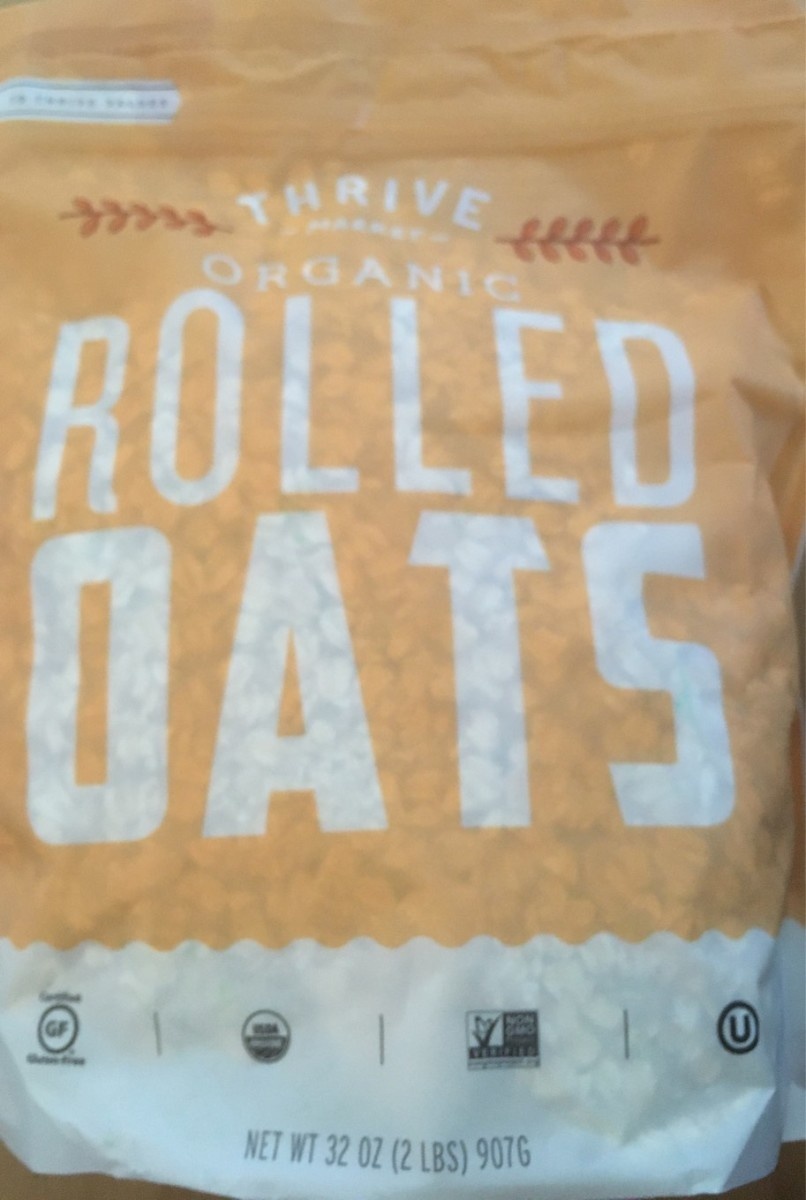 THRIVE
MARKET
ORGANIC
ROLLED
OATS
Certified
GF
Gluten-Free
USDA
NON
GMO
VERIFIED
U
NET WT 32 OZ (2 LBS) 907G